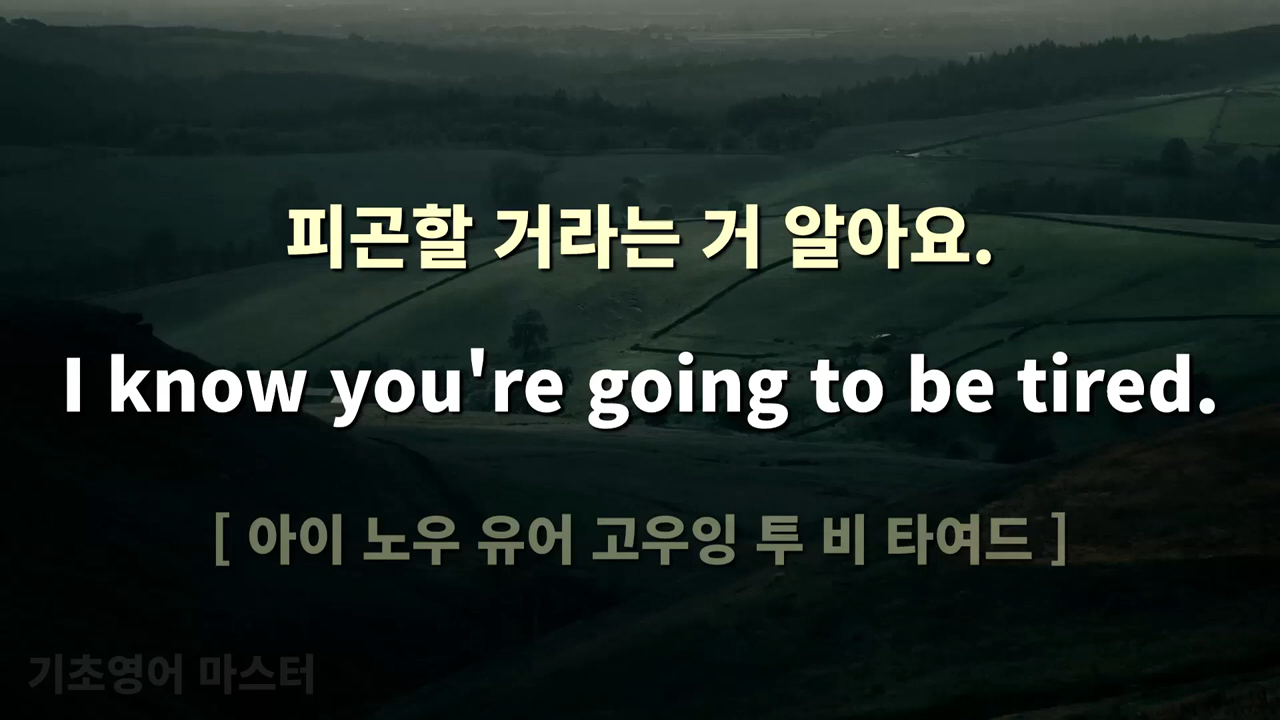 피곤할 거라는 거 알아요.
I know you're going to be tired.
[ 아이 노우 유어 고우잉 투 비 타여드 ]
기초영어 마스터